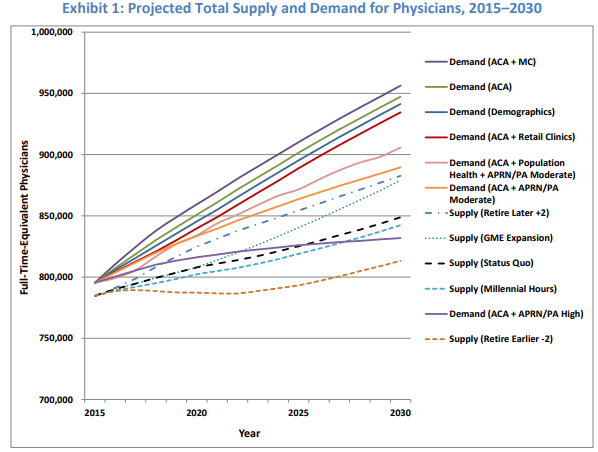 Exhibit 1: Projected Total Supply and Demand for Physicians, 2015–2030
1,000,000
950,000
900,000
850,000
800,000
750,000
700,000
Full-Time-Equivalent Physicians
2015
2020
2025
2030
Year
Demand (ACA + MC)
Demand (ACA)
Demand (Demographics)
Demand (ACA + Retail Clinics)
Demand (ACA + Population
Health + APRN/PA Moderate)
Demand (ACA + APRN/PA
Moderate)
Supply (Retire Later +2)
Supply (GME Expansion)
Supply (Status Quo)
Supply (Millennial Hours)
Demand (ACA + APRN/PA High)
Supply (Retire Earlier -2)